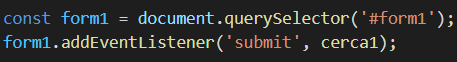 const form1 = document.querySelector('#form1');
form1.addEventListener('submit', cerca1);